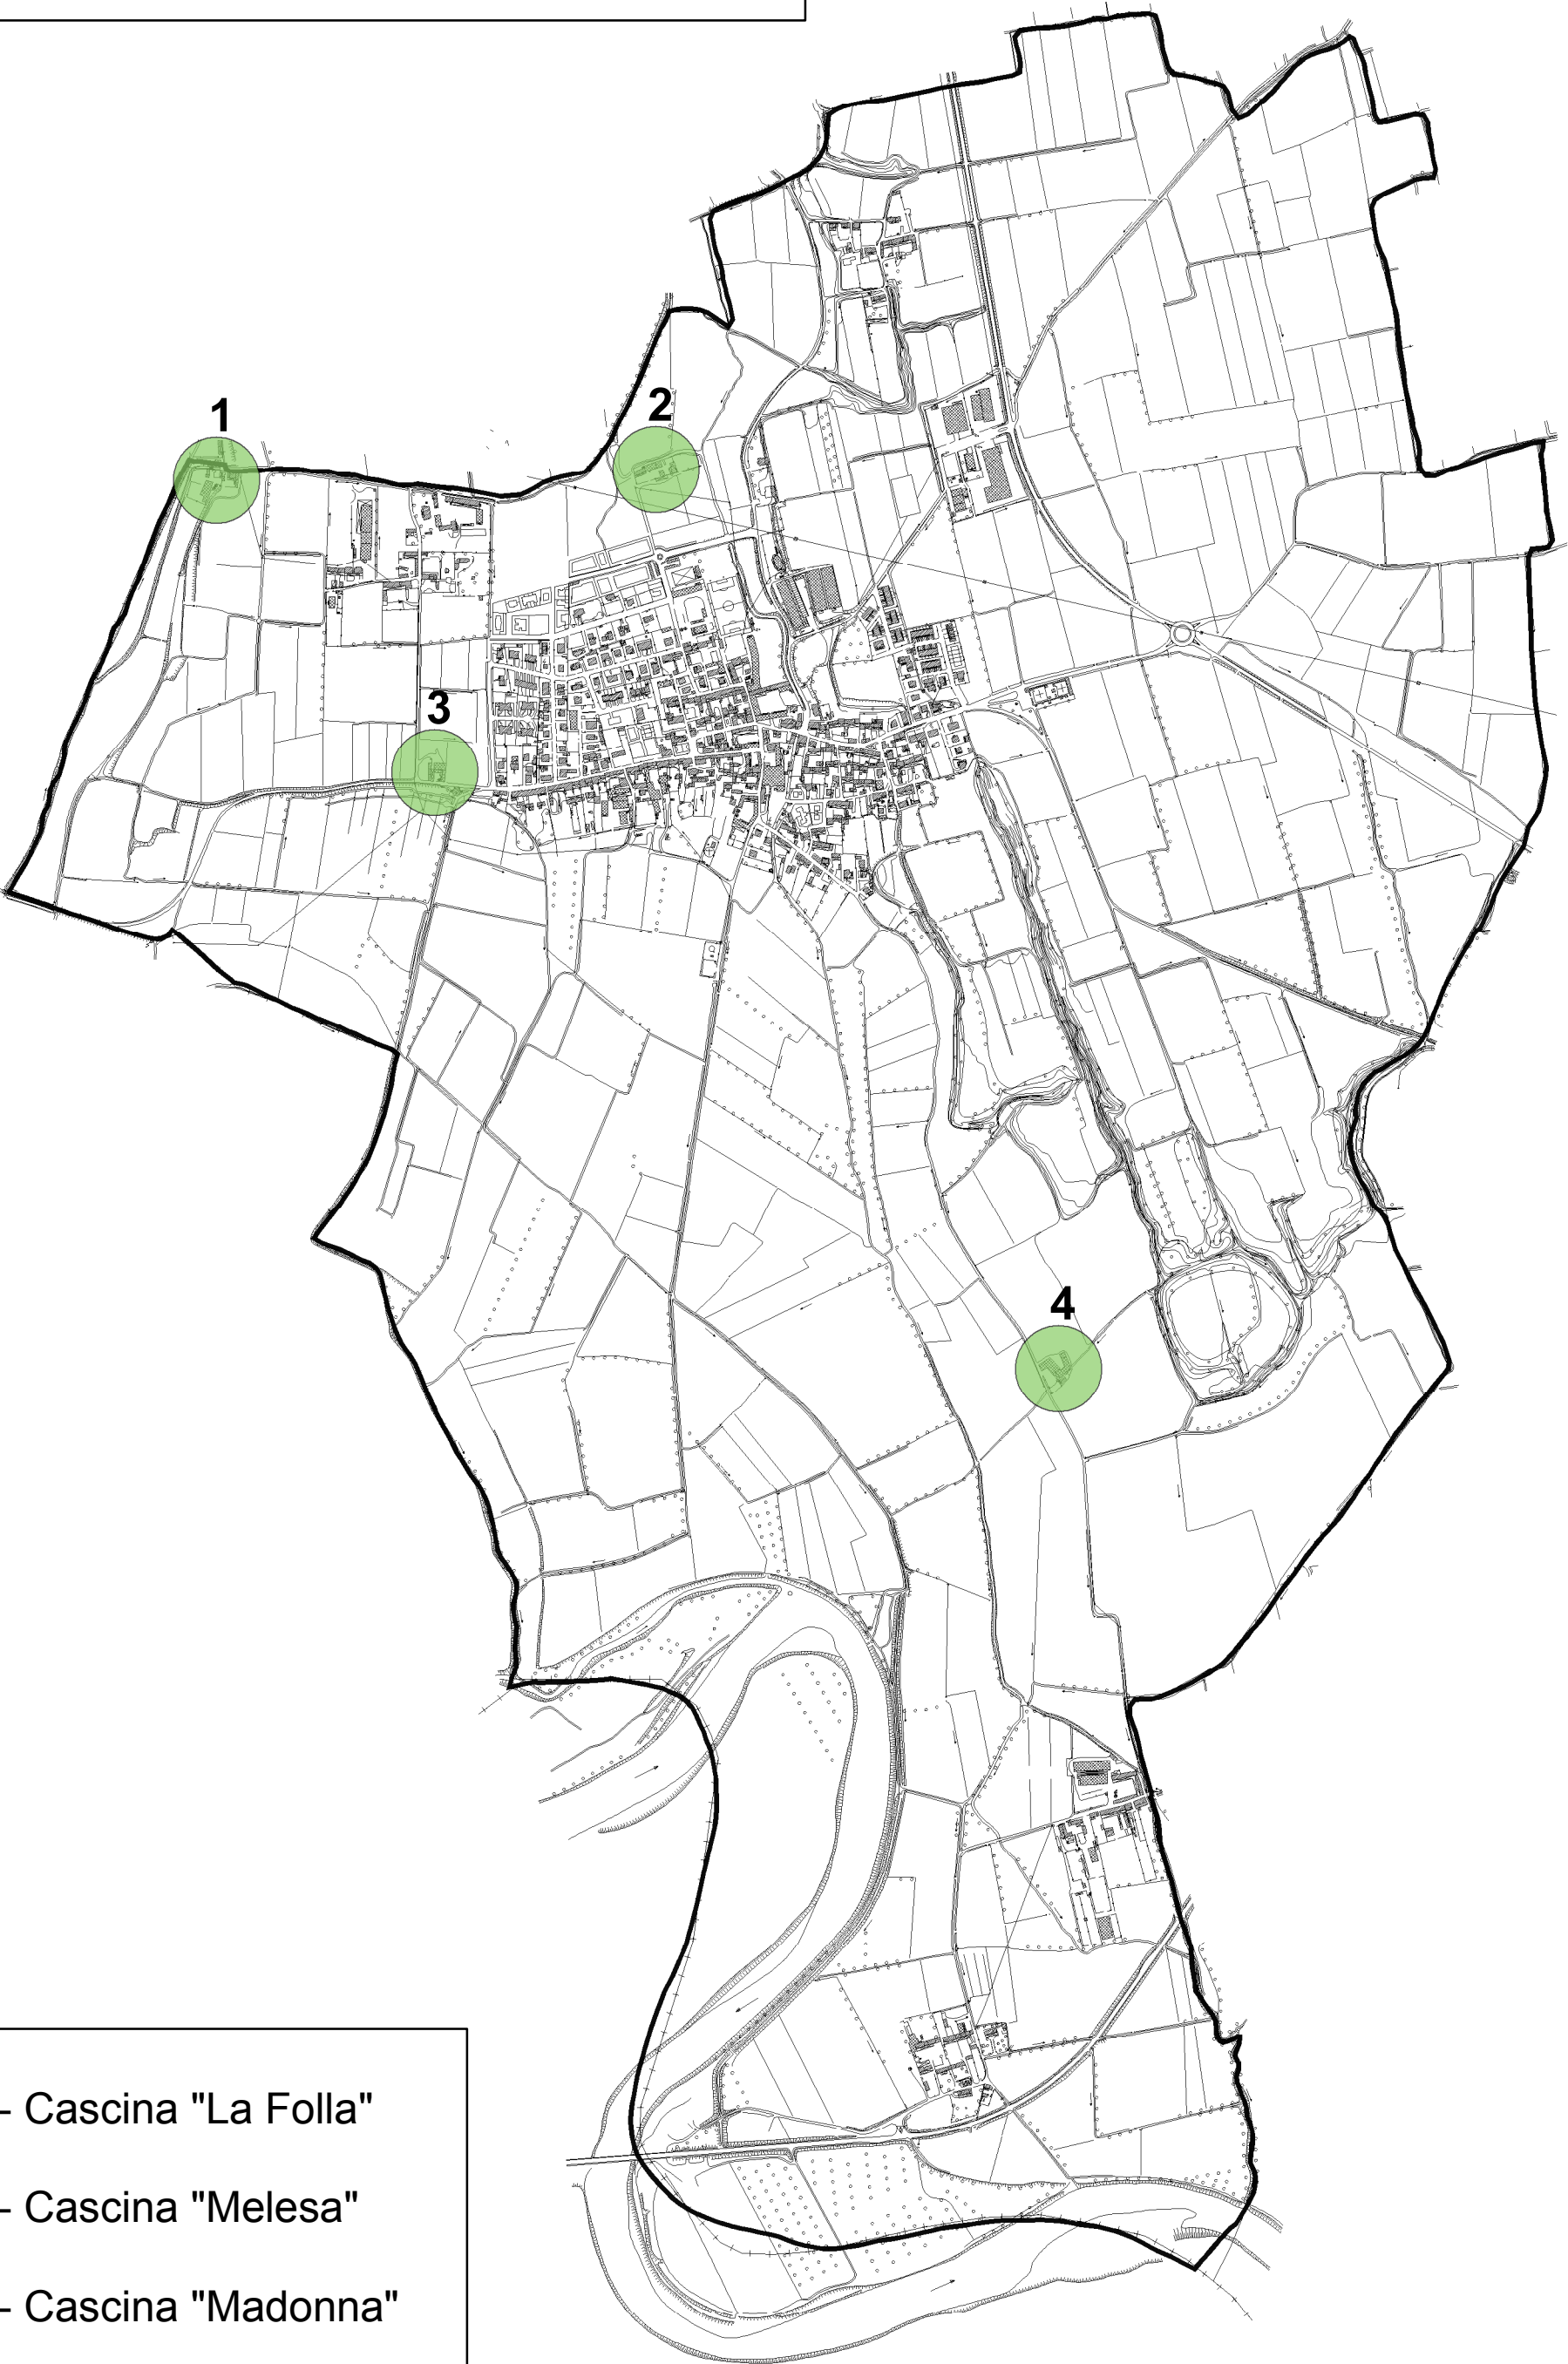 1
2
3
4
- Cascina "La Folla"
- Cascina "Melesa"
- Cascina "Madonna"